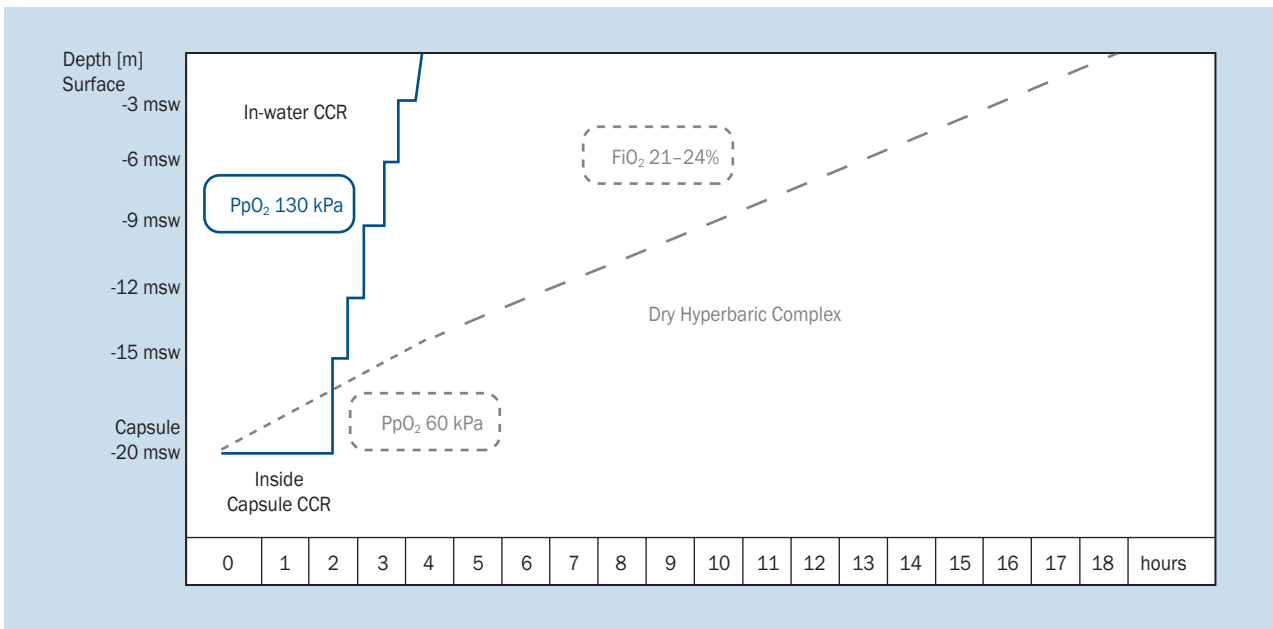 Depth [m]
Surface
-3 msw
In-water CCR
FiO₂ 21–24%
-6 msw
PpO₂ 130 kPa
-9 msw
-12 msw
Dry Hyperbaric Complex
-15 msw
PpO₂ 60 kPa
Capsule
-20 msw
Inside
Capsule CCR
0 1 2 3 4 5 6 7 8 9 10 11 12 13 14 15 16 17 18 hours